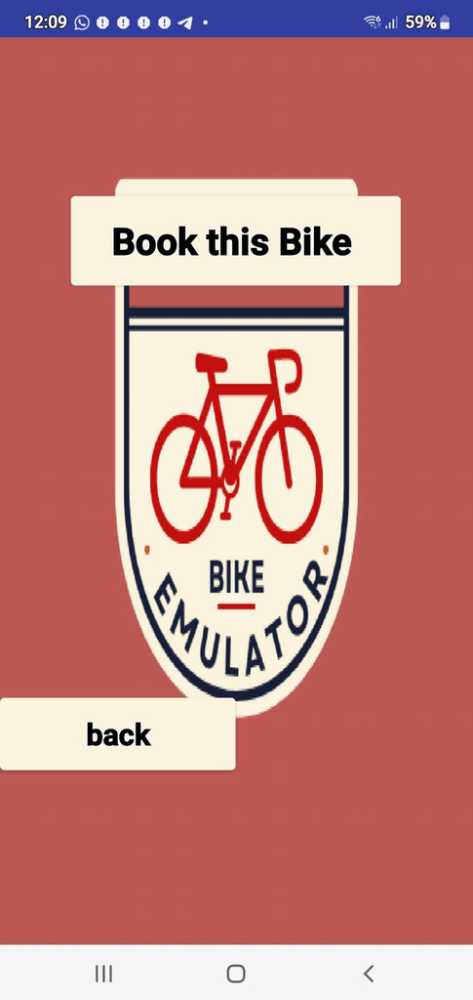 12:09
59%
Book this Bike
BIKE
EMULATOR
back